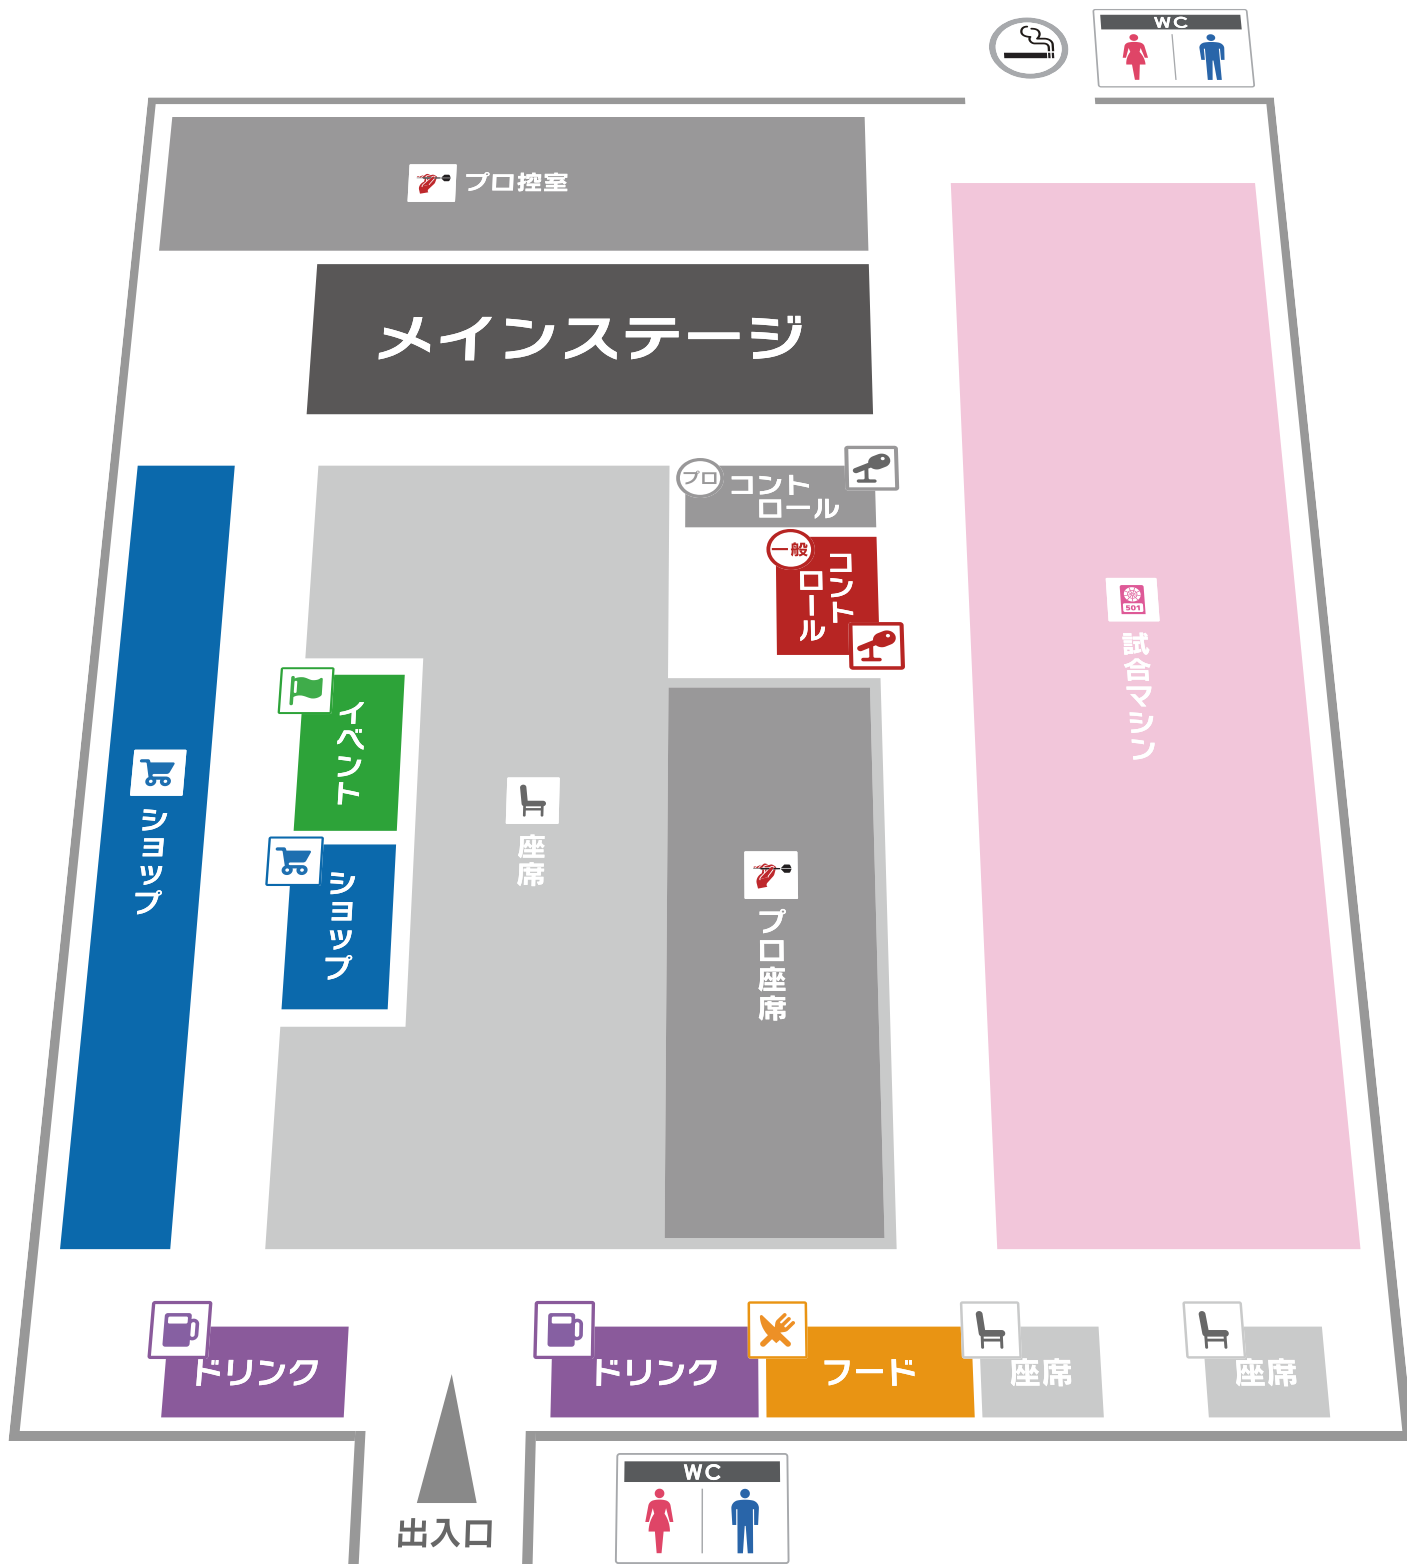 WC
プロ控室
メインステージ
プロ
コント
ロール
一般
コント
ロール
501
試合マシン
イベント
ショップ
ショップ
座席
プロ座席
ドリンク
ドリンク
フード
座席
座席
出入口
WC